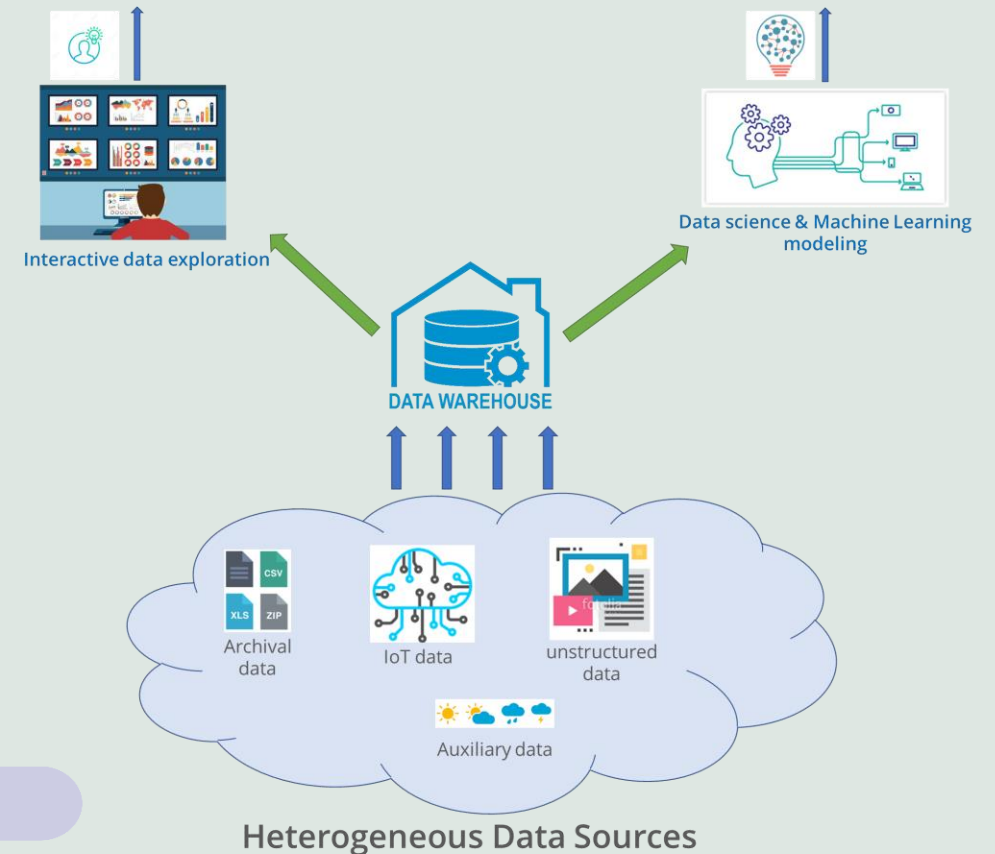 Interactive data exploration
Data science & Machine Learning
modeling
DATA WAREHOUSE
CSV
XLS ZIP
Archival
data
IoT data
fotolia
unstructured
data
Auxiliary data
Heterogeneous Data Sources